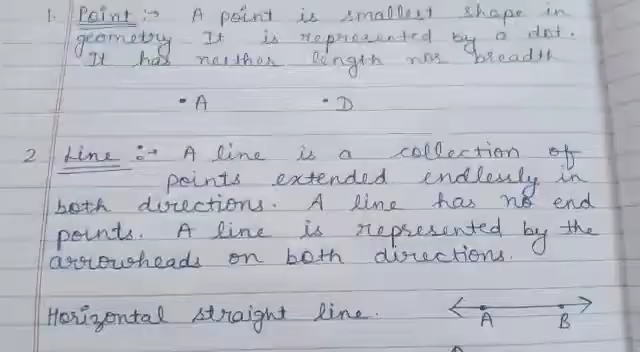 1. Point :→ A point is smallest shape in
geometry It is represented by a dot.
It has neither length nor breadth
• A • D
2 Line :→ A line is a collection of
points extended endlessly in
both directions. A line has no end
points. A line is represented by the
arrowheads on both directions.
Horizontal straight line. A B